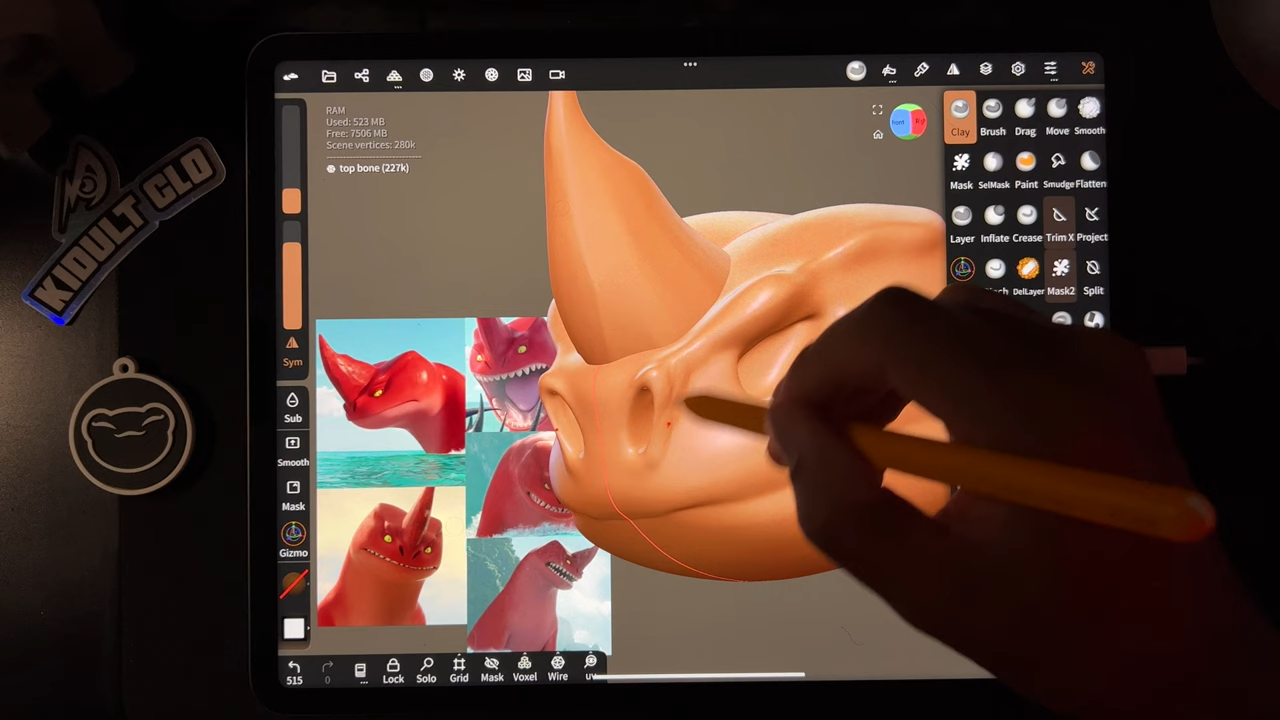 RAM
Used: 523 MB
Free: 7506 MB
Scene vertices: 280k
top bone (227k)
front
Clay
Brush
Drag
Move
Smooth
Mask
SelMask
Paint
Smudge
Flatten
Layer
Inflate
Crease
Trim X
Project
DelLayer
Mask2
Split
Sym
Sub
Smooth
Mask
Gizmo
515
0
Lock
Solo
Grid
Mask
Voxel
Wire
KIDULT CLO